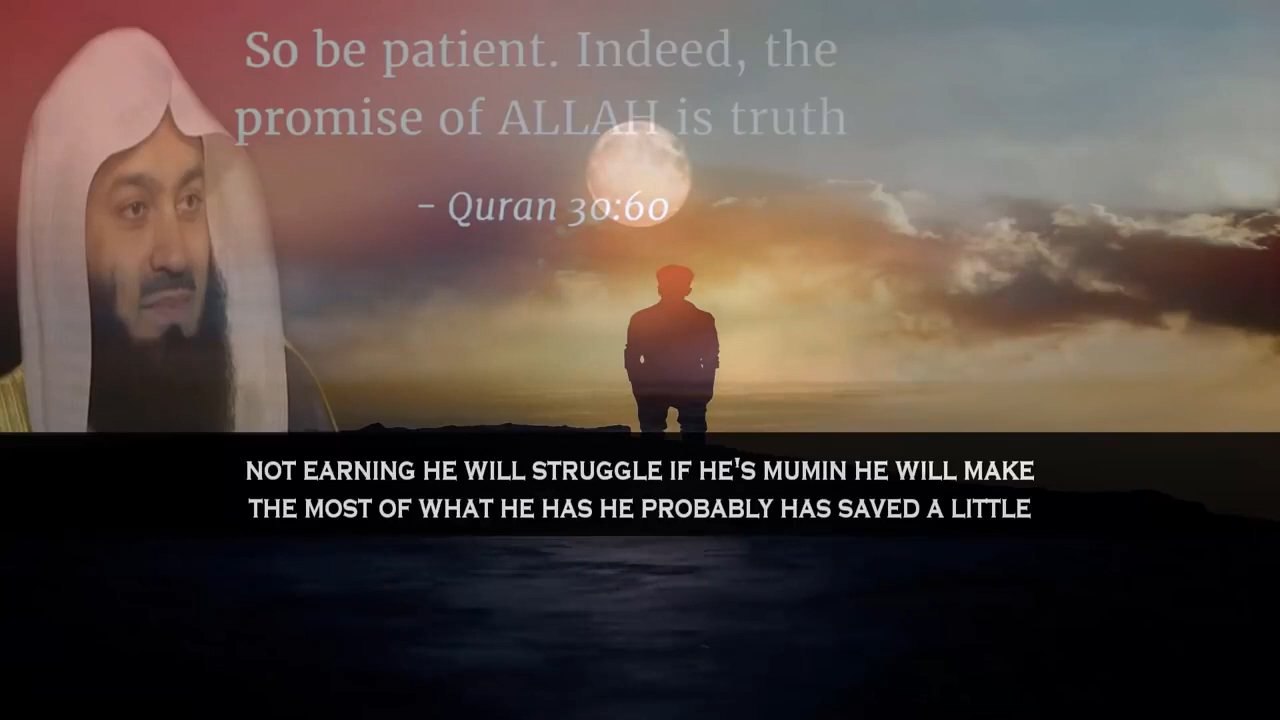 So be patient. Indeed, the
promise of ALLAH is truth
– Quran 30:60
NOT EARNING HE WILL STRUGGLE IF HE'S MUMIN HE WILL MAKE
THE MOST OF WHAT HE HAS HE PROBABLY HAS SAVED A LITTLE